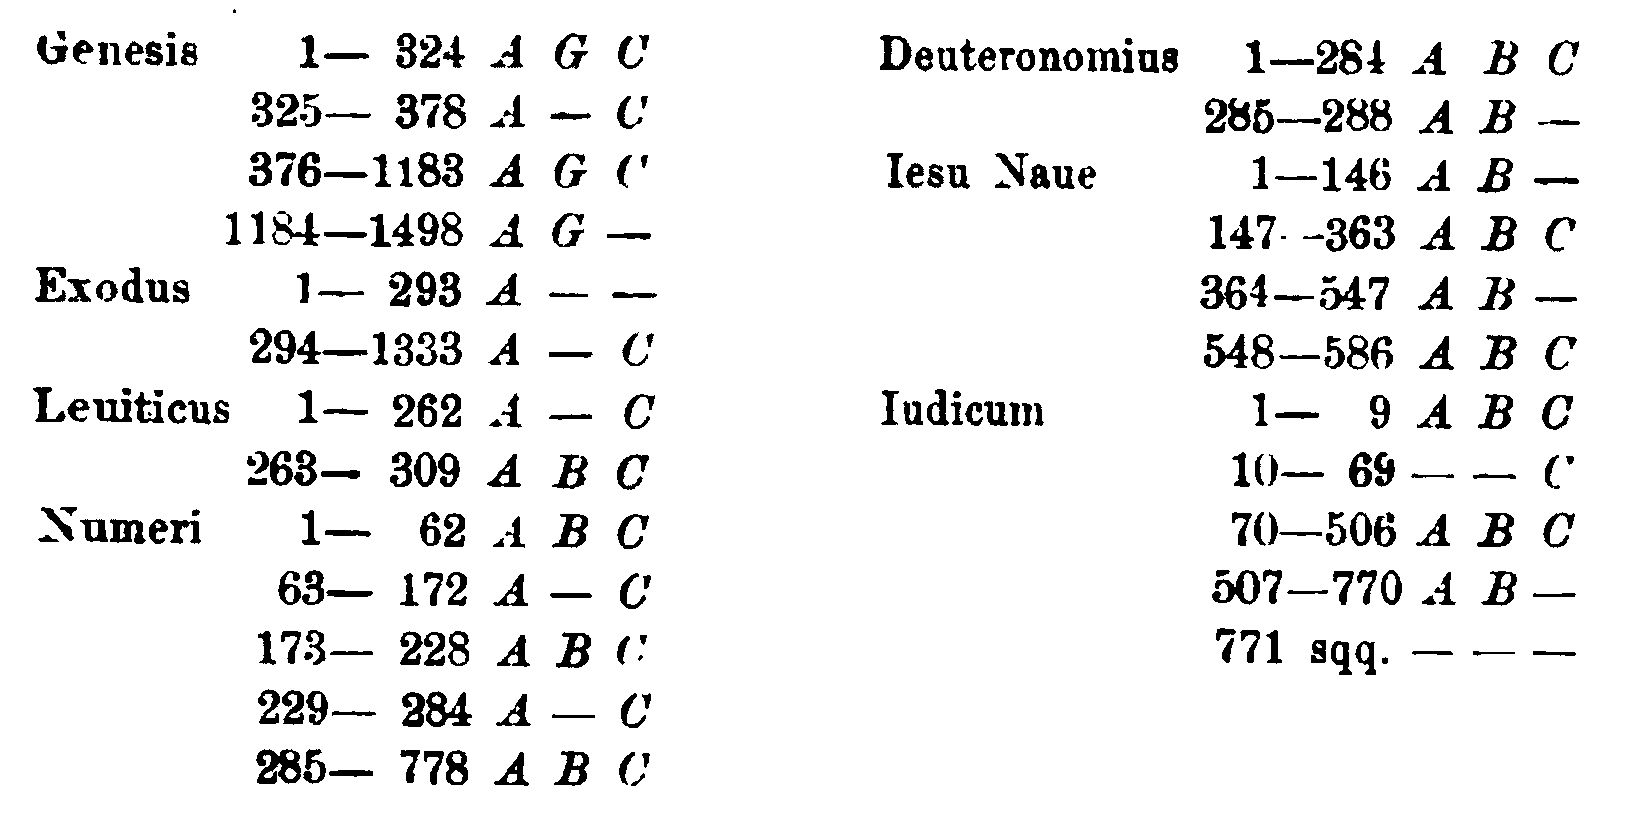 Genesis 1— 324 A G C
325— 378 A — C
376—1183 A G C
1184—1498 A G —
Exodus 1— 293 A — —
294—1333 A — C
Leuiticus 1— 262 A — C
263— 309 A B C
Numeri 1— 62 A B C
63— 172 A — C
173— 228 A B C
229— 284 A — C
285— 778 A B C
Deuteronomius 1—284 A B C
285—288 A B —
Iesu Naue 1—146 A B —
147—363 A B C
364—547 A B —
548—586 A B C
Iudicum 1— 9 A B C
10— 69 — — C
70—506 A B C
507—770 A B —
771 sqq. — — —